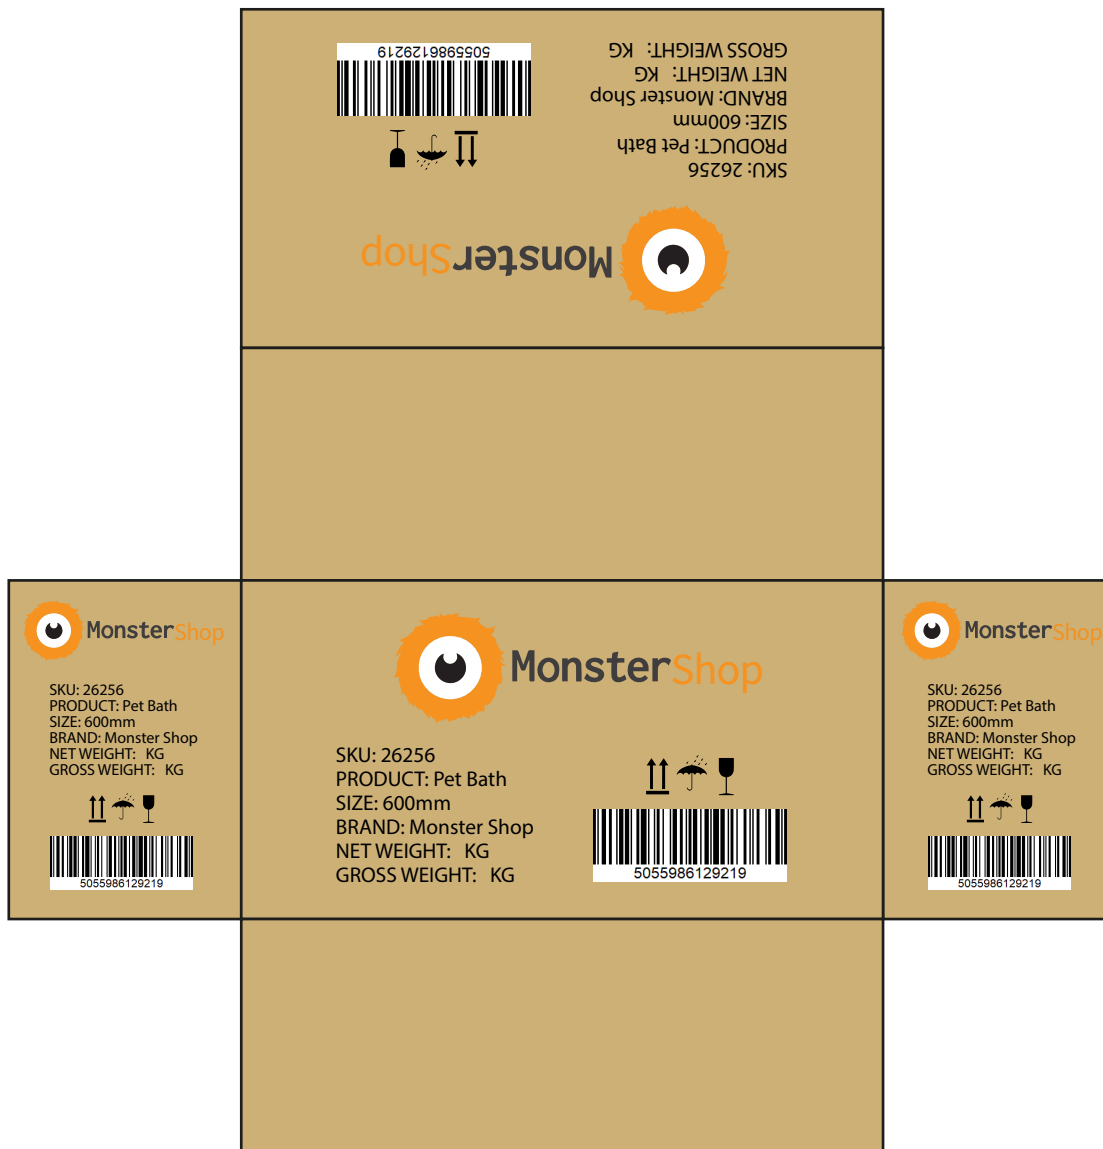 5055986129219
GROSS WEIGHT: KG
NET WEIGHT: KG
BRAND: Monster Shop
SIZE: 600mm
PRODUCT: Pet Bath
SKU: 26256
MonsterShop
MonsterShop
SKU: 26256
PRODUCT: Pet Bath
SIZE: 600mm
BRAND: Monster Shop
NET WEIGHT: KG
GROSS WEIGHT: KG
5055986129219
MonsterShop
SKU: 26256
PRODUCT: Pet Bath
SIZE: 600mm
BRAND: Monster Shop
NET WEIGHT: KG
GROSS WEIGHT: KG
5055986129219
MonsterShop
SKU: 26256
PRODUCT: Pet Bath
SIZE: 600mm
BRAND: Monster Shop
NET WEIGHT: KG
GROSS WEIGHT: KG
5055986129219